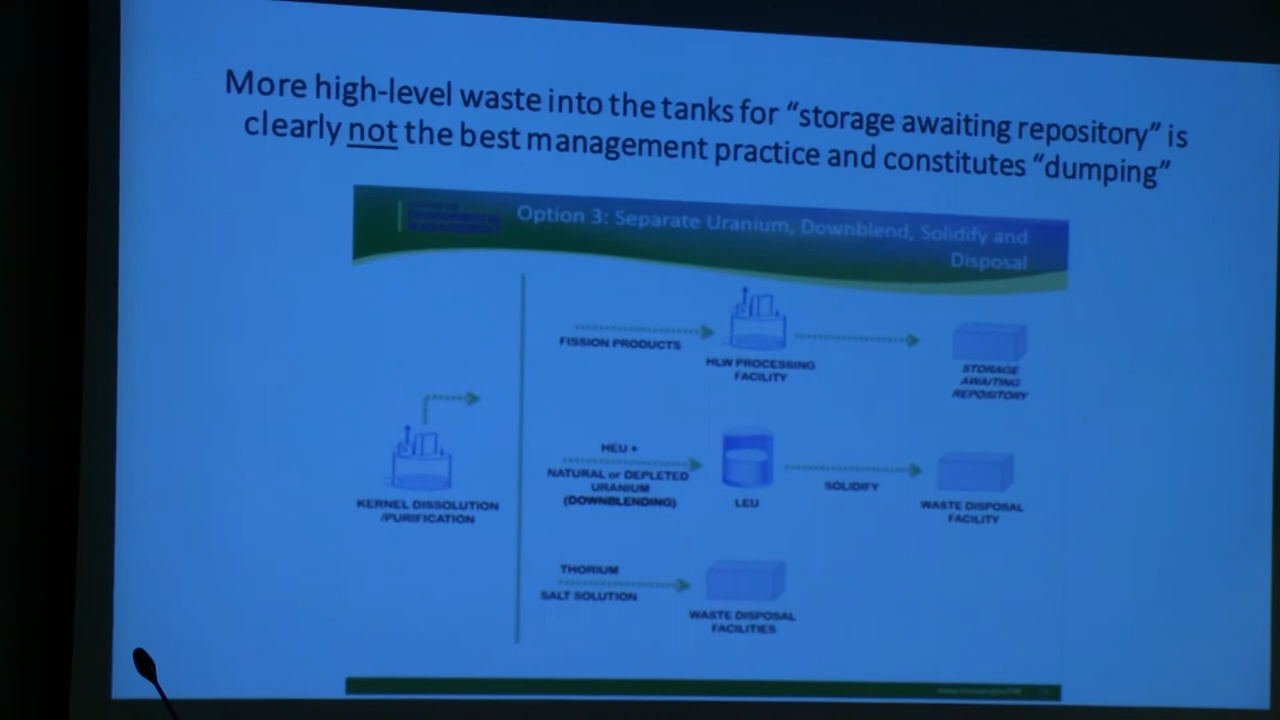 More high-level waste into the tanks for “storage awaiting repository” is
clearly not the best management practice and constitutes “dumping”
Option 3: Separate Uranium, Downblend, Solidify and
Disposal
FISSION PRODUCTS
HLW PROCESSING
FACILITY
STORAGE
AWAITING
REPOSITORY
KERNEL DISSOLUTION
/PURIFICATION
HEU +
NATURAL or DEPLETED
URANIUM
(DOWNBLENDING)
LEU
SOLIDIFY
WASTE DISPOSAL
FACILITY
THORIUM
SALT SOLUTION
WASTE DISPOSAL
FACILITIES